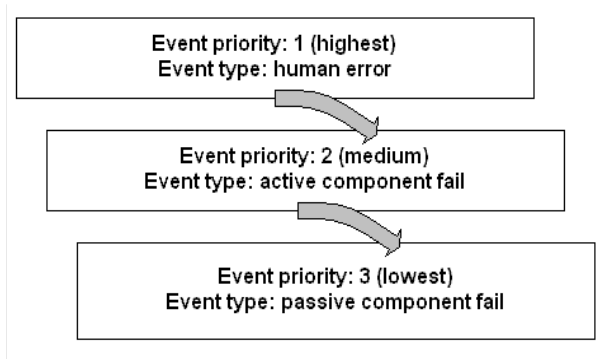 Event priority: 1 (highest)
Event type: human error
Event priority: 2 (medium)
Event type: active component fail
Event priority: 3 (lowest)
Event type: passive component fail